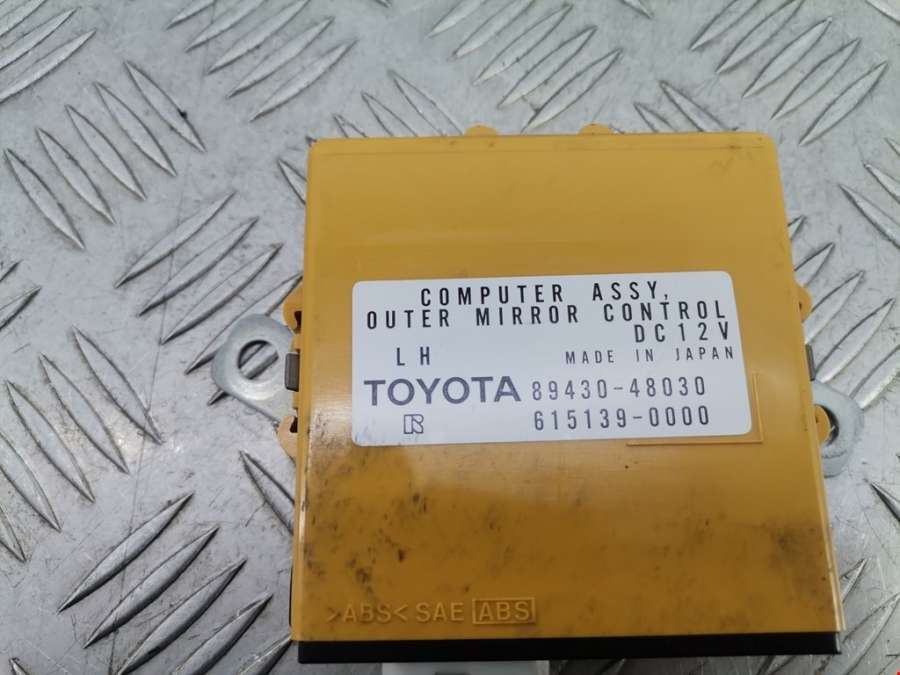 COMPUTER ASSY,
OUTER MIRROR CONTROL
DC12V
LH MADE IN JAPAN
TOYOTA 89430-48030
R 615139-0000
>ABS< SAE ABS